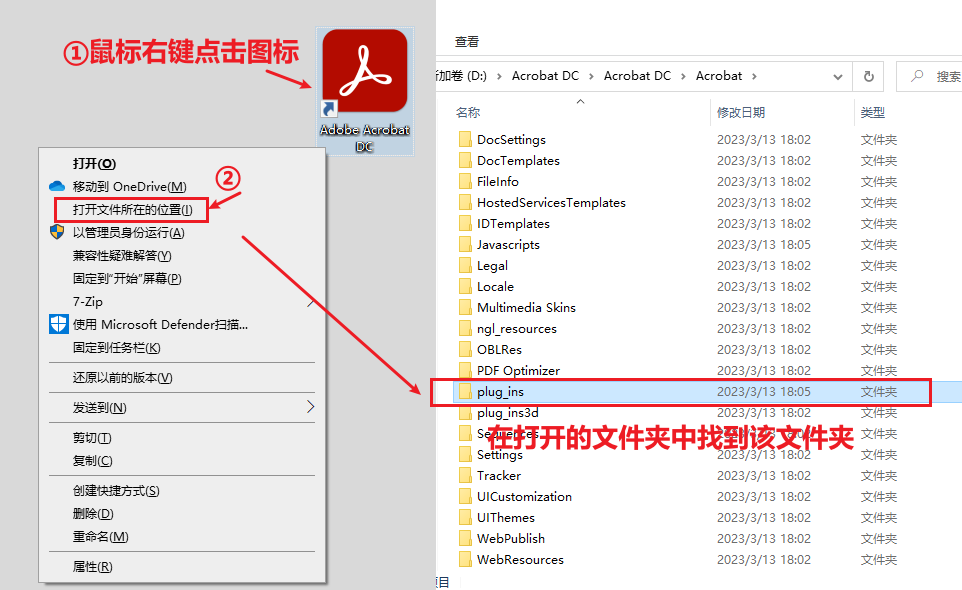 ①鼠标右键点击图标
Adobe Acrobat
DC
打开(O)
移动到 OneDrive(M)
②
打开文件所在的位置(I)
以管理员身份运行(A)
兼容性疑难解答(Y)
固定到"开始"屏幕(P)
7-Zip
使用 Microsoft Defender扫描...
固定到任务栏(K)
还原以前的版本(V)
发送到(N)
剪切(T)
复制(C)
创建快捷方式(S)
删除(D)
重命名(M)
属性(R)
查看
加卷 (D:) › Acrobat DC › Acrobat DC › Acrobat ›
搜索
名称 修改日期 类型
DocSettings 2023/3/13 18:02 文件夹
DocTemplates 2023/3/13 18:02 文件夹
FileInfo 2023/3/13 18:02 文件夹
HostedServicesTemplates 2023/3/13 18:02 文件夹
IDTemplates 2023/3/13 18:02 文件夹
Javascripts 2023/3/13 18:05 文件夹
Legal 2023/3/13 18:02 文件夹
Locale 2023/3/13 18:02 文件夹
Multimedia Skins 2023/3/13 18:02 文件夹
ngl_resources 2023/3/13 18:02 文件夹
OBLRes 2023/3/13 18:02 文件夹
PDF Optimizer 2023/3/13 18:02 文件夹
plug_ins 2023/3/13 18:05 文件夹
plug_ins3d 2023/3/13 18:02 文件夹
Sequences 2023/3/13 18:02 文件夹
在打开的文件夹中找到该文件夹
Settings 2023/3/13 18:02 文件夹
Tracker 2023/3/13 18:02 文件夹
UICustomization 2023/3/13 18:02 文件夹
UIThemes 2023/3/13 18:02 文件夹
WebPublish 2023/3/13 18:02 文件夹
WebResources 2023/3/13 18:02 文件夹
目